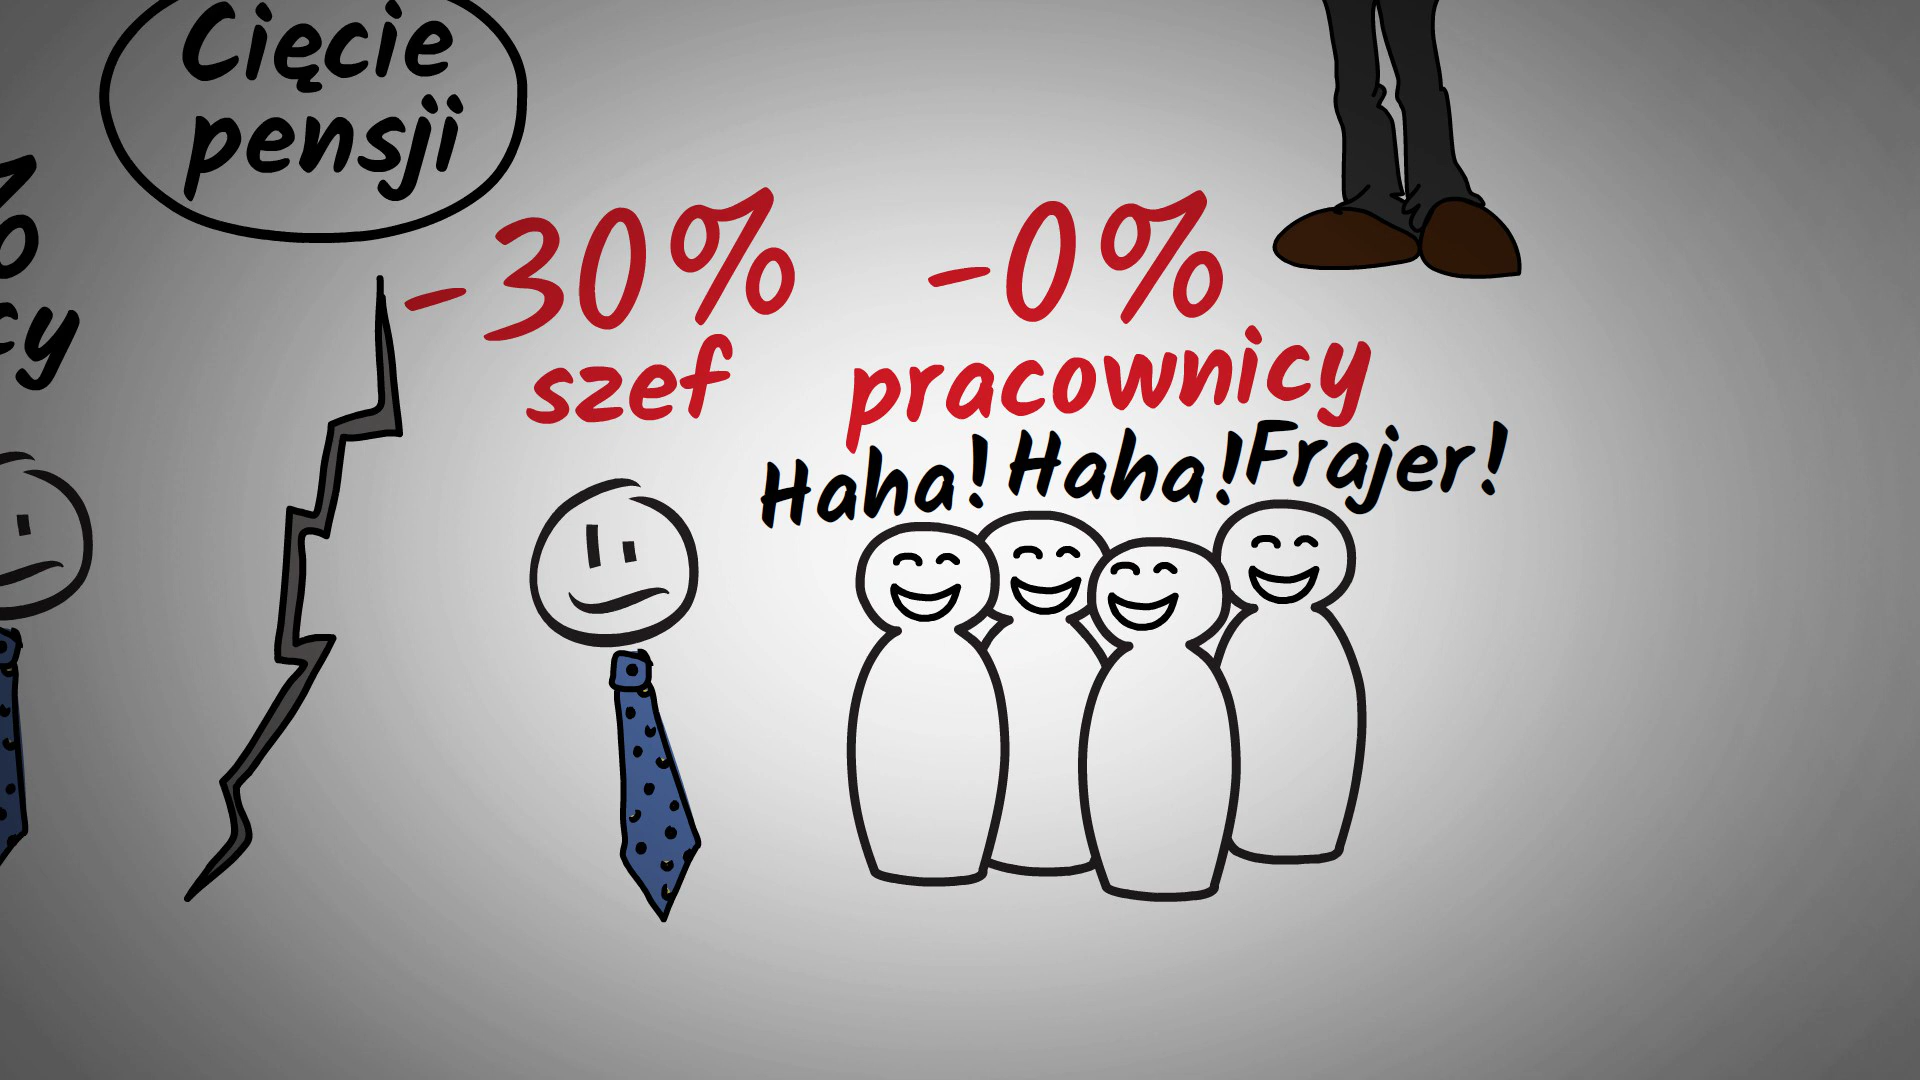 Cięcie
pensji
-30% -0%
szef pracownicy
Haha! Haha! Frajer!